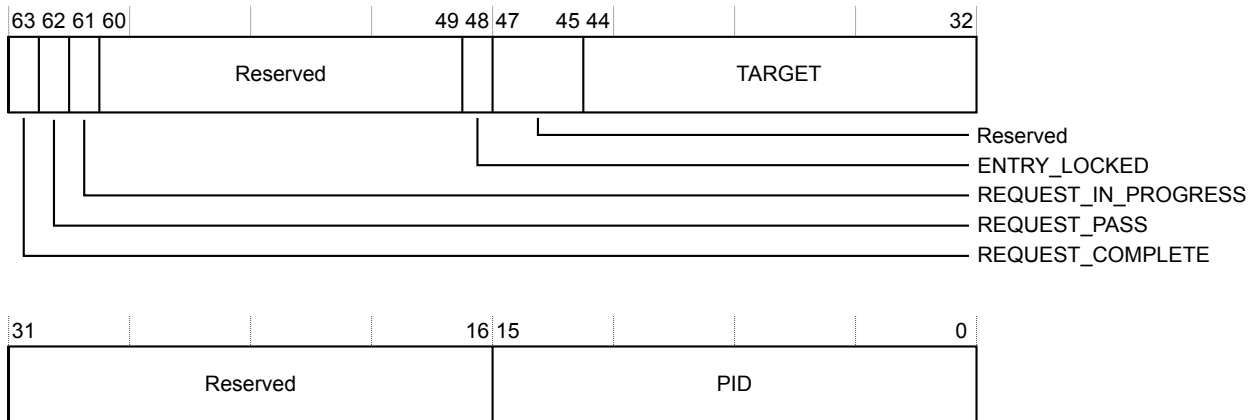 63 62 61 60 49 48 47 45 44 32
Reserved TARGET
Reserved
ENTRY_LOCKED
REQUEST_IN_PROGRESS
REQUEST_PASS
REQUEST_COMPLETE
31 16 15 0
Reserved PID